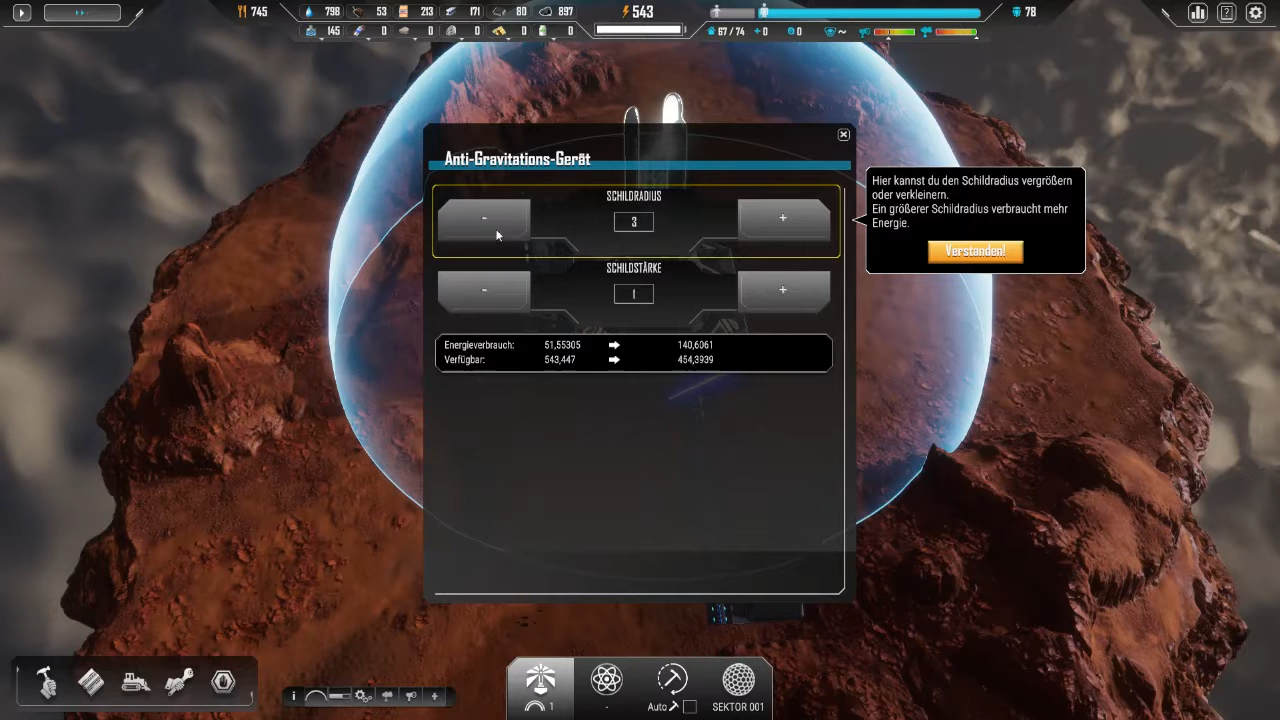 745
798
53
213
171
80
897
543
78
145
0
0
0
0
0
67 / 74
+0
0
~
Anti-Gravitations-Gerät
SCHILDRADIUS
-
3
+
SCHILDSTÄRKE
-
1
+
Energieverbrauch: 51,55305 140,6061
Verfügbar: 543,447 454,3939
Hier kannst du den Schildradius vergrößern
oder verkleinern.
Ein größerer Schildradius verbraucht mehr
Energie.
Verstanden!
i
+
1
-
Auto
SEKTOR 001